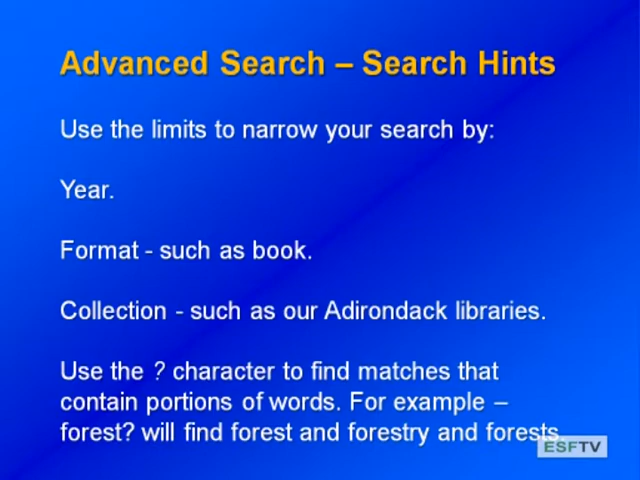 Advanced Search – Search Hints
Use the limits to narrow your search by:
Year.
Format - such as book.
Collection - such as our Adirondack libraries.
Use the ? character to find matches that
contain portions of words. For example –
forest? will find forest and forestry and forests.
ESFTV